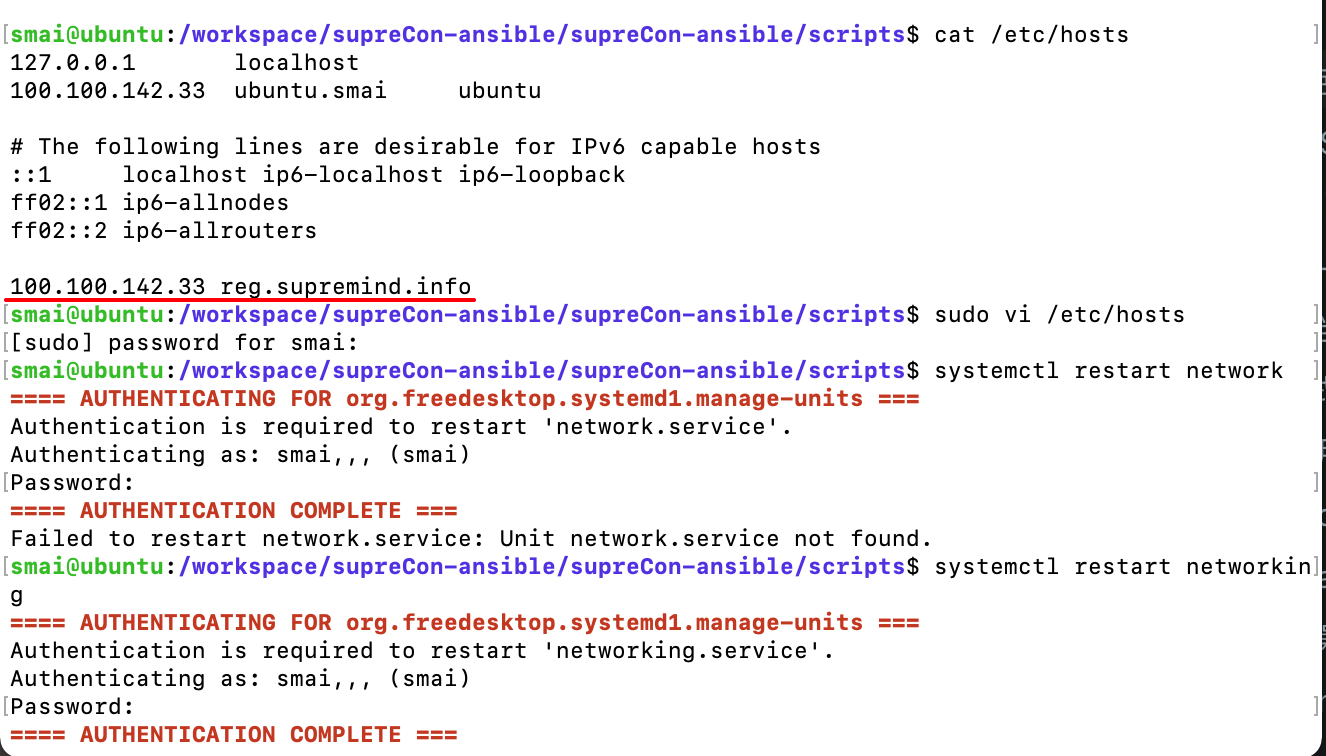 [smai@ubuntu:/workspace/supreCon-ansible/supreCon-ansible/scripts$ cat /etc/hosts ]
127.0.0.1       localhost
100.100.142.33  ubuntu.smai     ubuntu
# The following lines are desirable for IPv6 capable hosts
::1     localhost ip6-localhost ip6-loopback
ff02::1 ip6-allnodes
ff02::2 ip6-allrouters
100.100.142.33 reg.supremind.info
[smai@ubuntu:/workspace/supreCon-ansible/supreCon-ansible/scripts$ sudo vi /etc/hosts ]
[[sudo] password for smai: ]
[smai@ubuntu:/workspace/supreCon-ansible/supreCon-ansible/scripts$ systemctl restart network ]
==== AUTHENTICATING FOR org.freedesktop.systemd1.manage-units ===
Authentication is required to restart 'network.service'.
Authenticating as: smai,,, (smai)
[Password: ]
==== AUTHENTICATION COMPLETE ===
Failed to restart network.service: Unit network.service not found.
[smai@ubuntu:/workspace/supreCon-ansible/supreCon-ansible/scripts$ systemctl restart networkin]
g
==== AUTHENTICATING FOR org.freedesktop.systemd1.manage-units ===
Authentication is required to restart 'networking.service'.
Authenticating as: smai,,, (smai)
[Password: ]
==== AUTHENTICATION COMPLETE ===